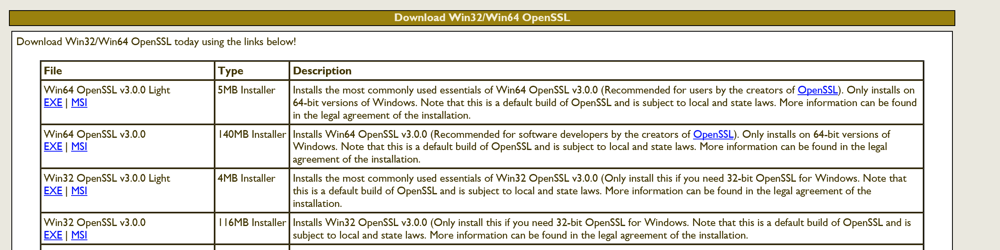 Download Win32/Win64 OpenSSL
Download Win32/Win64 OpenSSL today using the links below!
File Type Description
Win64 OpenSSL v3.0.0 Light
EXE | MSI
5MB Installer
Installs the most commonly used essentials of Win64 OpenSSL v3.0.0 (Recommended for users by the creators of OpenSSL). Only installs on
64-bit versions of Windows. Note that this is a default build of OpenSSL and is subject to local and state laws. More information can be found
in the legal agreement of the installation.
Win64 OpenSSL v3.0.0
EXE | MSI
140MB Installer
Installs Win64 OpenSSL v3.0.0 (Recommended for software developers by the creators of OpenSSL). Only installs on 64-bit versions of
Windows. Note that this is a default build of OpenSSL and is subject to local and state laws. More information can be found in the legal
agreement of the installation.
Win32 OpenSSL v3.0.0 Light
EXE | MSI
4MB Installer
Installs the most commonly used essentials of Win32 OpenSSL v3.0.0 (Only install this if you need 32-bit OpenSSL for Windows. Note that
this is a default build of OpenSSL and is subject to local and state laws. More information can be found in the legal agreement of the
installation.
Win32 OpenSSL v3.0.0
EXE | MSI
116MB Installer
Installs Win32 OpenSSL v3.0.0 (Only install this if you need 32-bit OpenSSL for Windows. Note that this is a default build of OpenSSL and is
subject to local and state laws. More information can be found in the legal agreement of the installation.